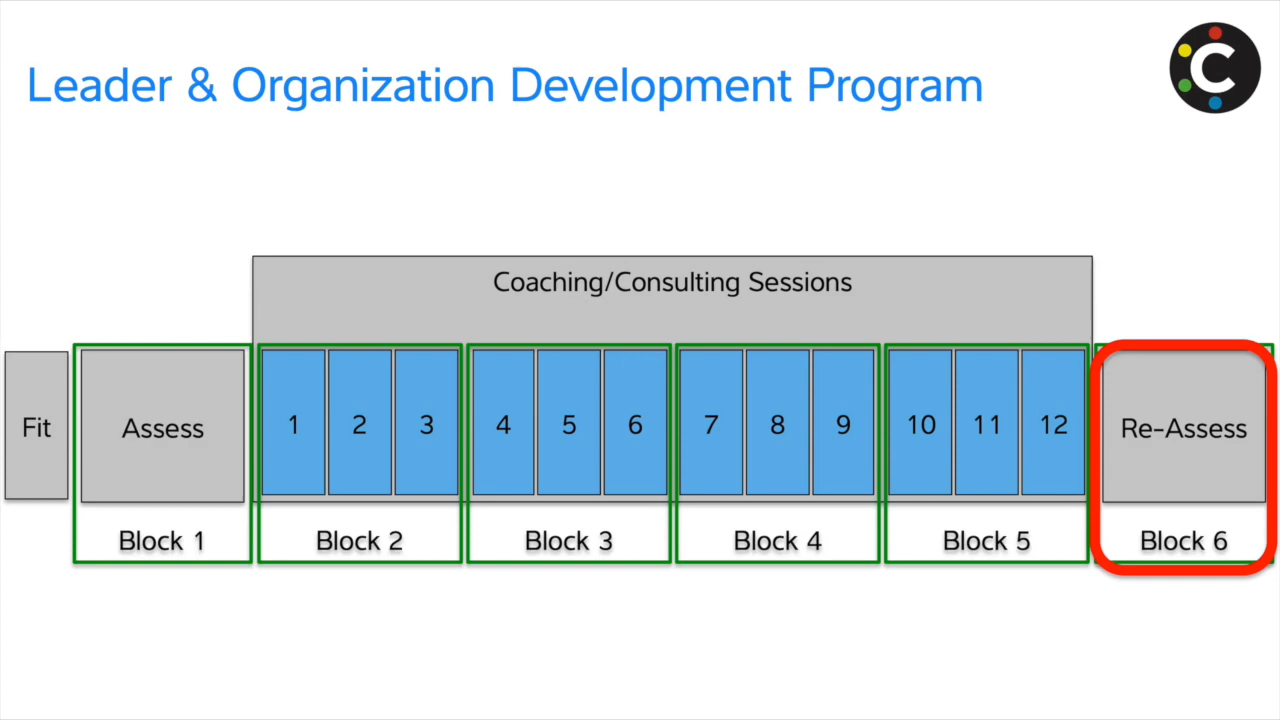 Leader & Organization Development Program
C
Coaching/Consulting Sessions
Fit
Assess
1 2 3 4 5 6 7 8 9 10 11 12
Re-Assess
Block 1 Block 2 Block 3 Block 4 Block 5 Block 6